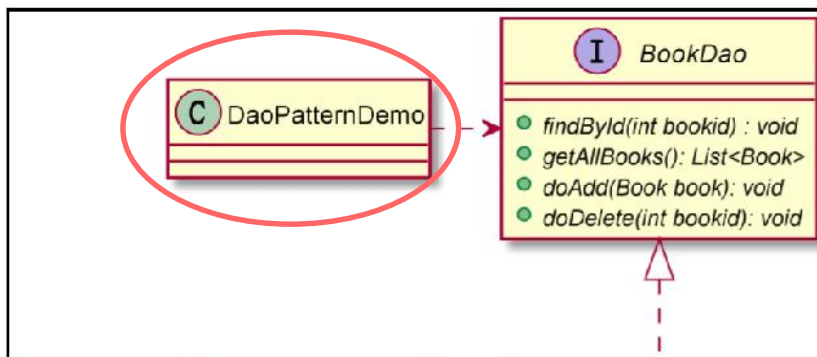 C DaoPatternDemo
I BookDao
findById(int bookid) : void
getAllBooks(): List<Book>
doAdd(Book book): void
doDelete(int bookid): void